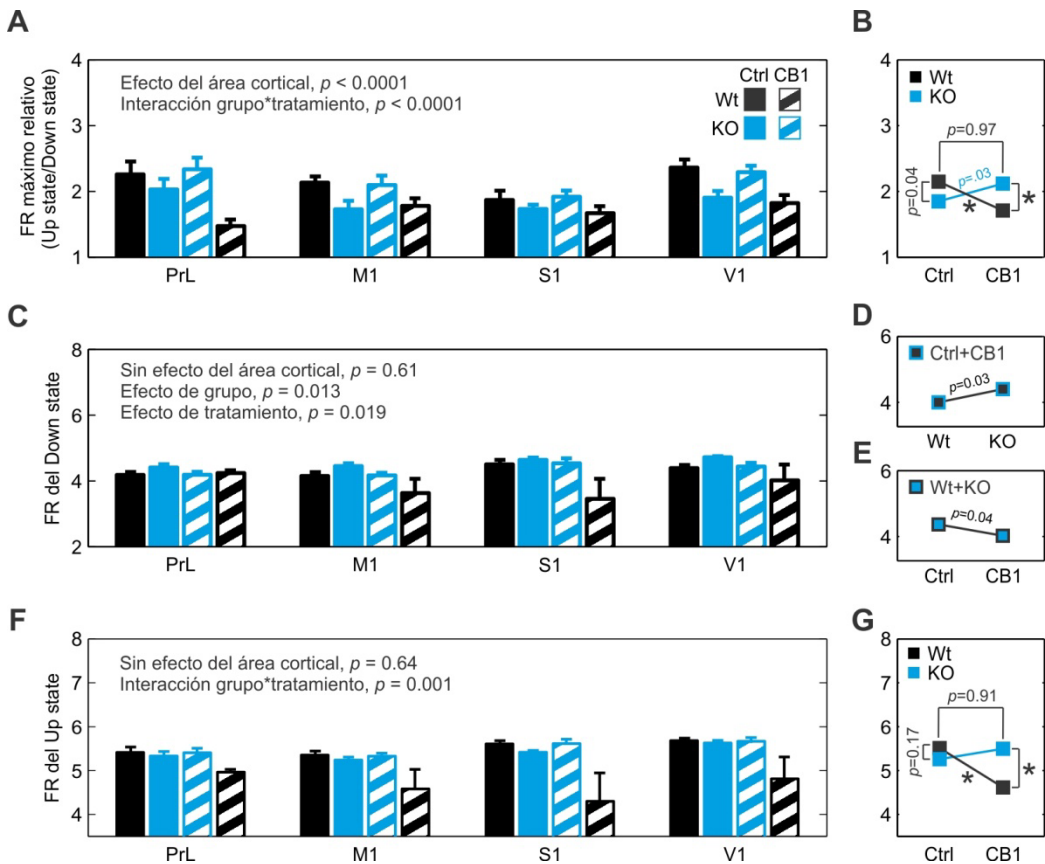 A
FR máximo relativo
(Up state/Down state)
4
3
2
1
Efecto del área cortical, p < 0.0001
Interacción grupo*tratamiento, p < 0.0001
Ctrl CB1
Wt
KO
PrL M1 S1 V1
B
4
3
2
1
Wt
KO
p=0.97
p=0.04
p=.03
*
*
Ctrl CB1
C
FR del Down state
8
6
4
2
Sin efecto del área cortical, p = 0.61
Efecto de grupo, p = 0.013
Efecto de tratamiento, p = 0.019
PrL M1 S1 V1
D
6
4
Ctrl+CB1
p=0.03
Wt KO
E
6
4
Wt+KO
p=0.04
Ctrl CB1
F
FR del Up state
8
7
6
5
4
Sin efecto del área cortical, p = 0.64
Interacción grupo*tratamiento, p = 0.001
PrL M1 S1 V1
G
8
7
6
5
4
Wt
KO
p=0.91
p=0.17
*
*
Ctrl CB1